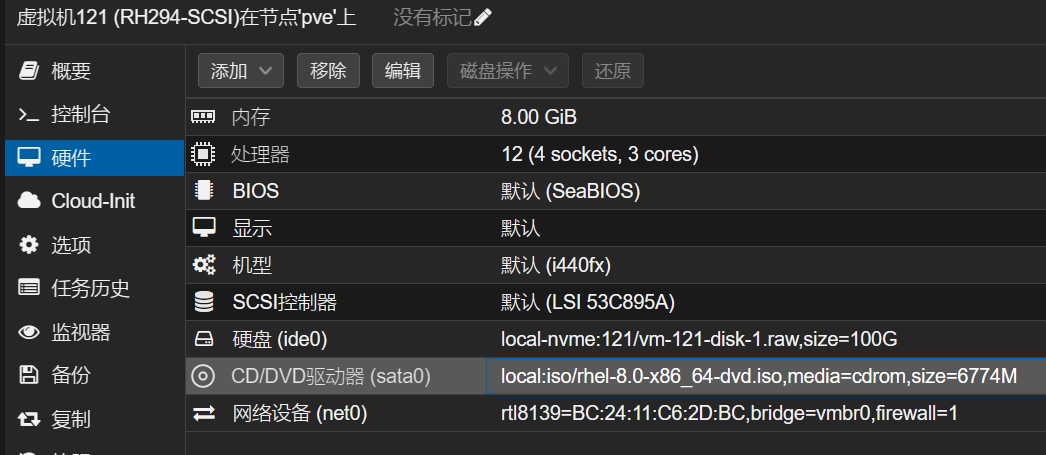 虚拟机121 (RH294-SCSI)在节点'pve'上 没有标记
概要
控制台
硬件
Cloud-Init
选项
任务历史
监视器
备份
复制
添加 移除 编辑 磁盘操作 还原
内存 8.00 GiB
处理器 12 (4 sockets, 3 cores)
BIOS 默认 (SeaBIOS)
显示 默认
机型 默认 (i440fx)
SCSI控制器 默认 (LSI 53C895A)
硬盘 (ide0) local-nvme:121/vm-121-disk-1.raw,size=100G
CD/DVD驱动器 (sata0) local:iso/rhel-8.0-x86_64-dvd.iso,media=cdrom,size=6774M
网络设备 (net0) rtl8139=BC:24:11:C6:2D:BC,bridge=vmbr0,firewall=1